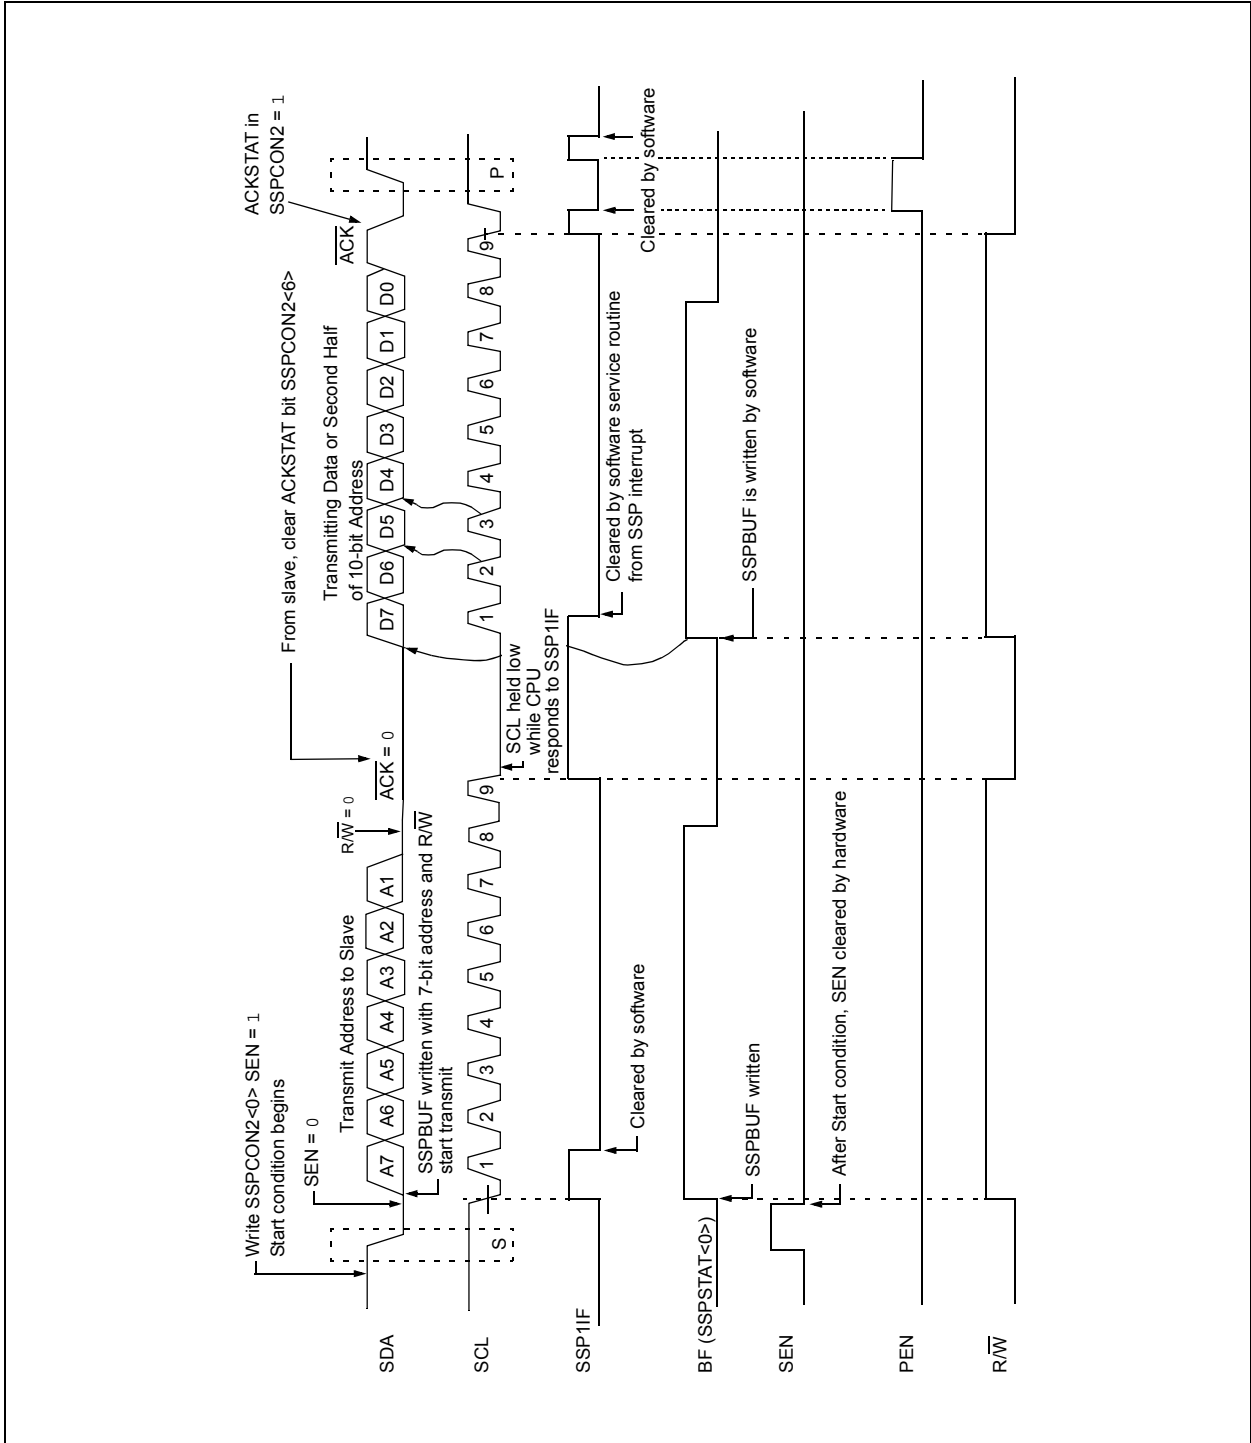 Write SSPCON2<0> SEN = 1
Start condition begins
SEN = 0
Transmit Address to Slave
R/W = 0
ACK = 0
From slave, clear ACKSTAT bit SSPCON2<6>
Transmitting Data or Second Half
of 10-bit Address
ACK
ACKSTAT in
SSPCON2 = 1
SDA
A7 A6 A5 A4 A3 A2 A1
D7 D6 D5 D4 D3 D2 D1 D0
SSPBUF written with 7-bit address and R/W
start transmit
SCL
S
1 2 3 4 5 6 7 8 9
1 2 3 4 5 6 7 8 9
P
SCL held low
while CPU
responds to SSP1IF
SSP1IF
Cleared by software
Cleared by software service routine
from SSP interrupt
Cleared by software
BF (SSPSTAT<0>)
SSPBUF written
SSPBUF is written by software
SEN
After Start condition, SEN cleared by hardware
PEN
R/W